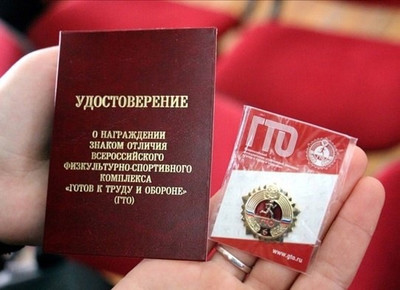 УДОСТОВЕРЕНИЕ
О НАГРАЖДЕНИИ
ЗНАКОМ ОТЛИЧИЯ
ВСЕРОССИЙСКОГО
ФИЗКУЛЬТУРНО-СПОРТИВНОГО
КОМПЛЕКСА
«ГОТОВ К ТРУДУ И ОБОРОНЕ»
(ГТО)
ГТО
www.gto.ru